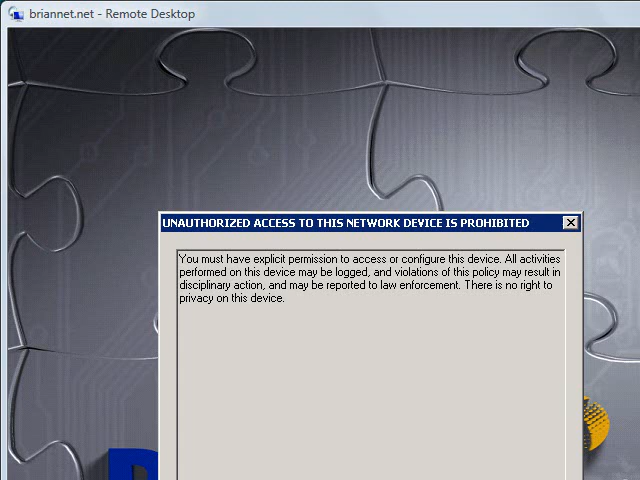 briannet.net - Remote Desktop
UNAUTHORIZED ACCESS TO THIS NETWORK DEVICE IS PROHIBITED
You must have explicit permission to access or configure this device. All activities
performed on this device may be logged, and violations of this policy may result in
disciplinary action, and may be reported to law enforcement. There is no right to
privacy on this device.